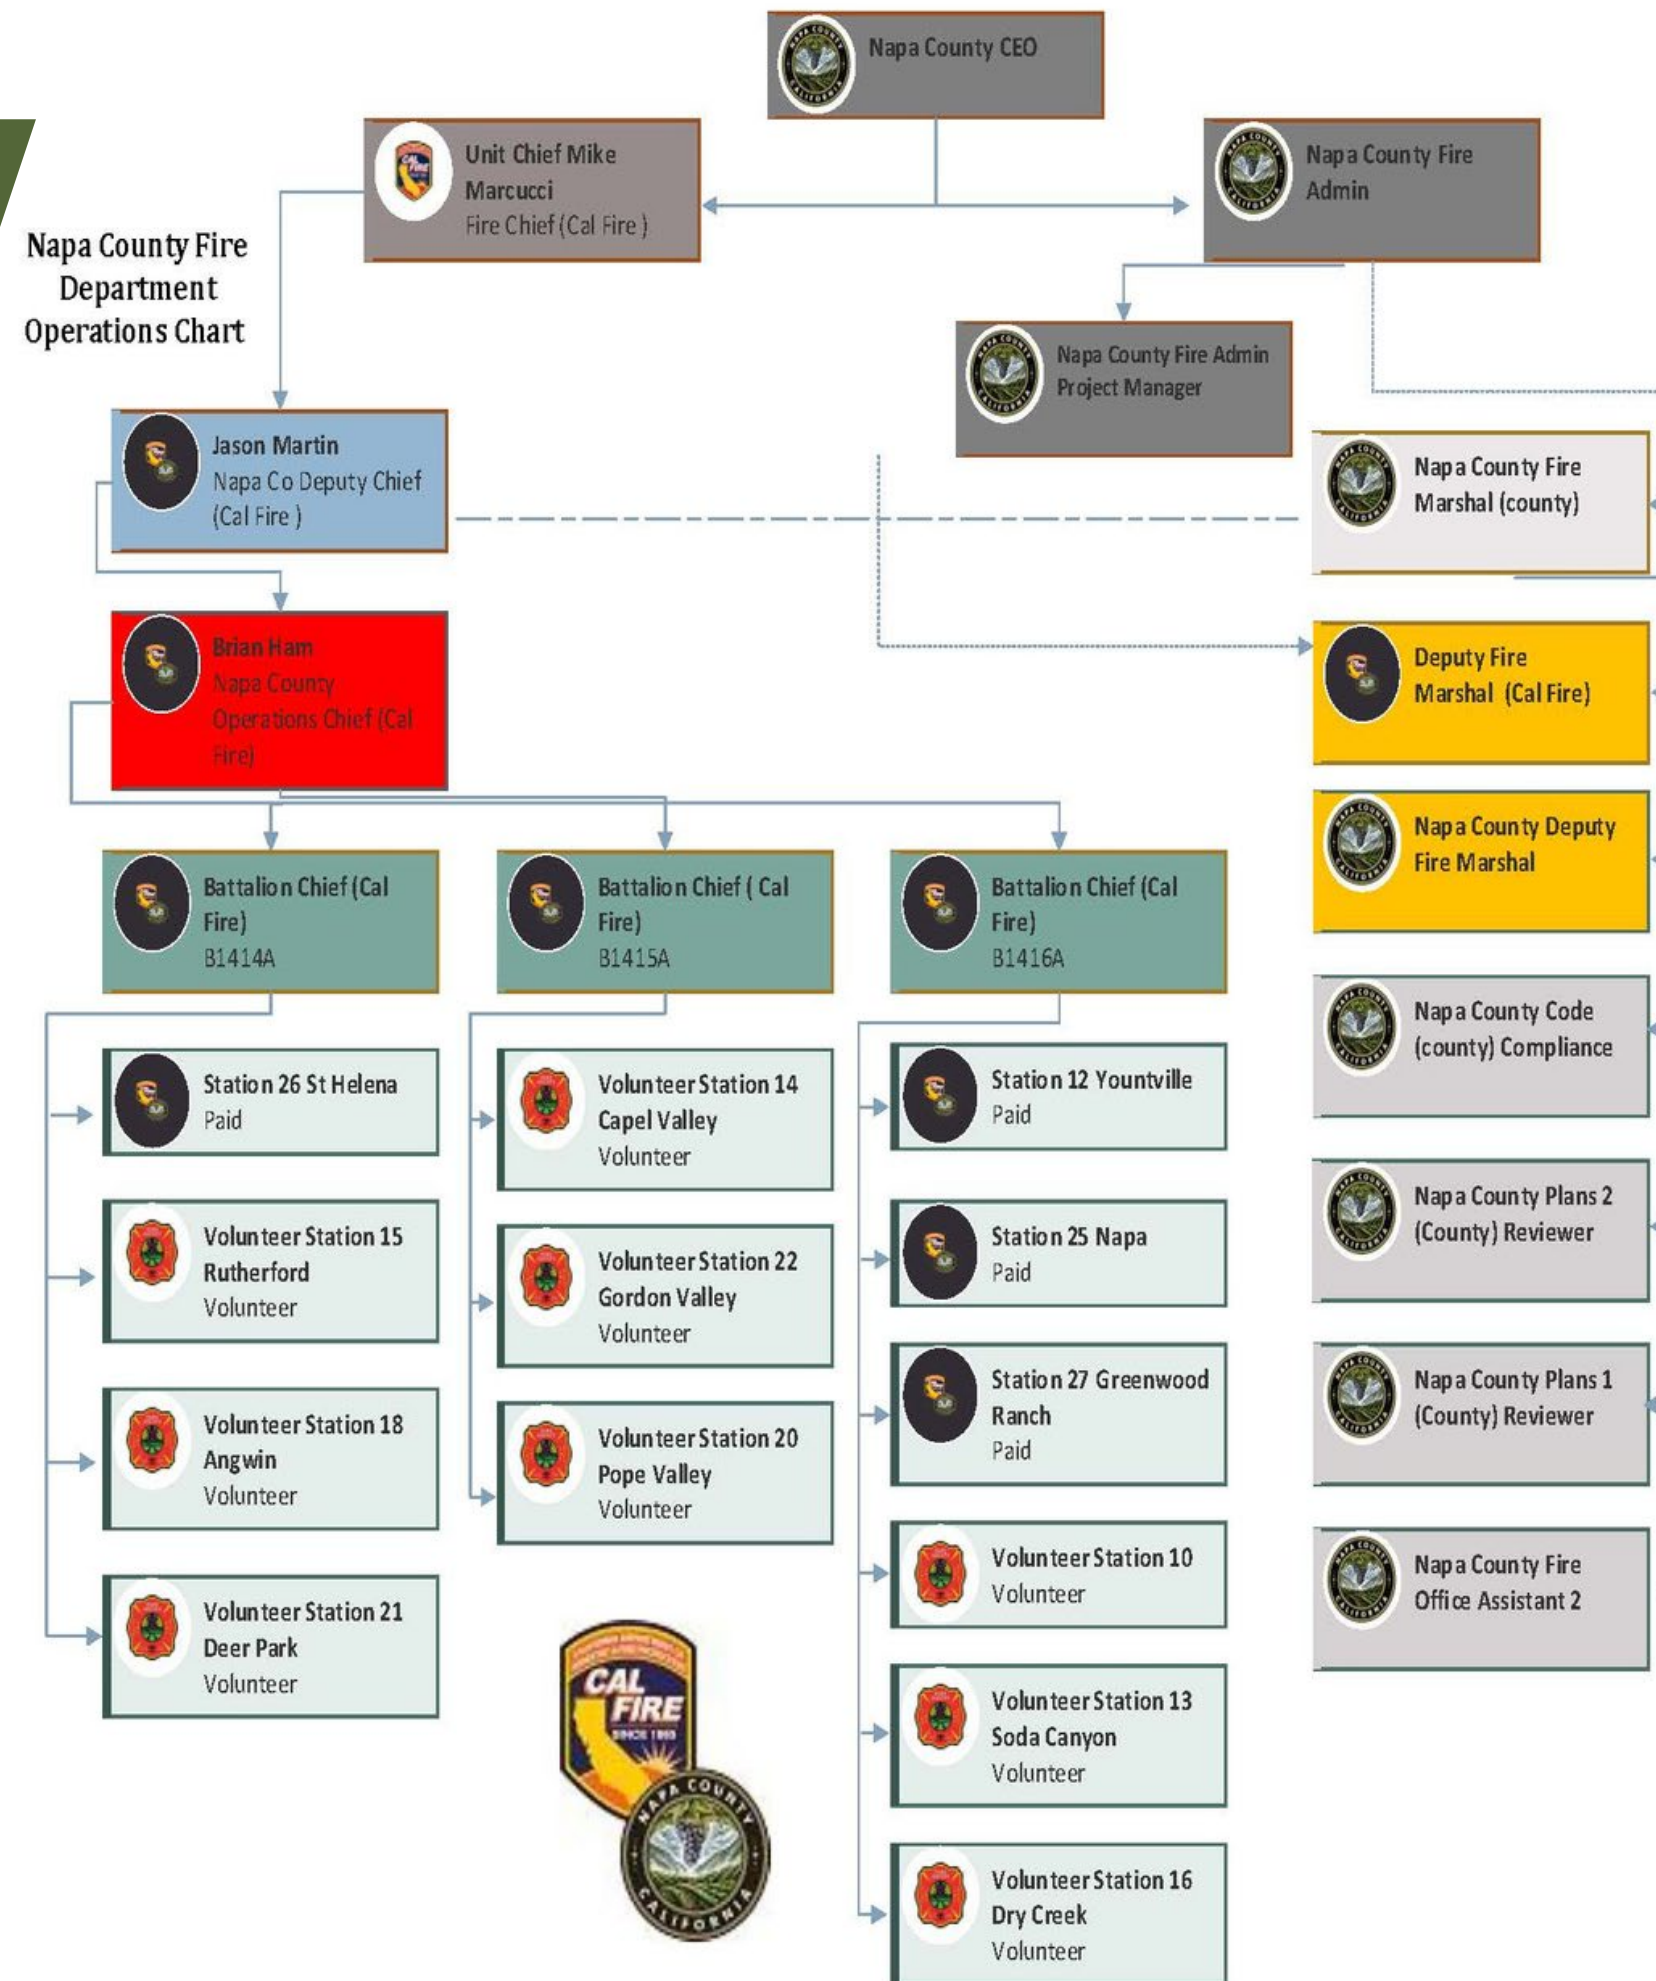 Napa County CEO
Unit Chief Mike
Marcucci
Fire Chief (Cal Fire )
Napa County Fire
Admin
Napa County Fire
Department
Operations Chart
Napa County Fire Admin
Project Manager
Jason Martin
Napa Co Deputy Chief
(Cal Fire )
Napa County Fire
Marshal (county)
Brian Ham
Napa County
Operations Chief (Cal
Fire)
Deputy Fire
Marshal (Cal Fire)
Napa County Deputy
Fire Marshal
Battalion Chief (Cal
Fire)
B1414A
Battalion Chief ( Cal
Fire)
B1415A
Battalion Chief (Cal
Fire)
B1416A
Napa County Code
(county) Compliance
Napa County Plans 2
(County) Reviewer
Napa County Plans 1
(County) Reviewer
Napa County Fire
Office Assistant 2
Station 26 St Helena
Paid
Volunteer Station 15
Rutherford
Volunteer
Volunteer Station 18
Angwin
Volunteer
Volunteer Station 21
Deer Park
Volunteer
Volunteer Station 14
Capel Valley
Volunteer
Volunteer Station 22
Gordon Valley
Volunteer
Volunteer Station 20
Pope Valley
Volunteer
Station 12 Yountville
Paid
Station 25 Napa
Paid
Station 27 Greenwood
Ranch
Paid
Volunteer Station 10
Volunteer
Volunteer Station 13
Soda Canyon
Volunteer
Volunteer Station 16
Dry Creek
Volunteer
CAL
FIRE
SINCE 1885
NAPA COUNTY
CALIFORNIA